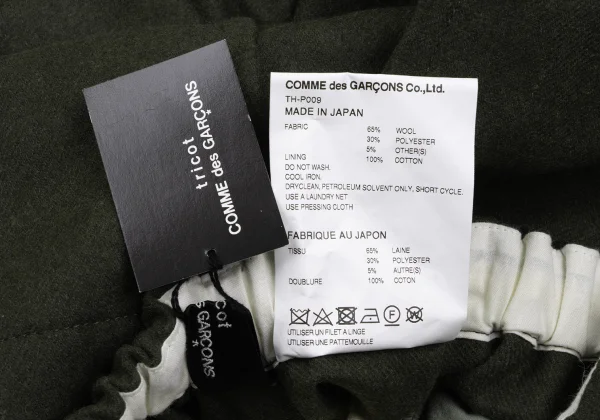 tricot
COMME des GARÇONS
COMME des GARÇONS Co.,Ltd.
TH-P009
MADE IN JAPAN
FABRIC 65% WOOL
30% POLYESTER
5% OTHER(S)
LINING 100% COTTON
DO NOT WASH.
COOL IRON.
DRYCLEAN, PETROLEUM SOLVENT ONLY, SHORT CYCLE.
USE A LAUNDRY NET
USE PRESSING CLOTH
FABRIQUE AU JAPON
TISSU 65% LAINE
30% POLYESTER
5% AUTRE(S)
DOUBLURE 100% COTON
F
UTILISER UN FILET A LINGE
UTILISER UNE PATTEMOUILLE
cot
s GARÇONS